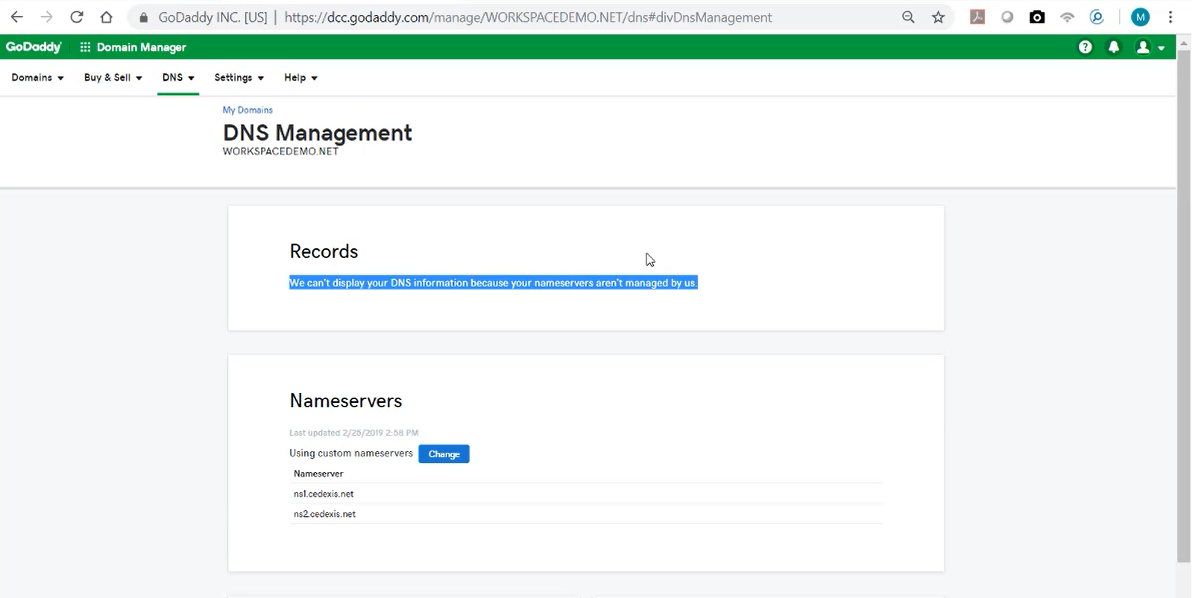 GoDaddy INC. [US] | https://dcc.godaddy.com/manage/WORKSPACEDEMO.NET/dns#divDnsManagement
M
GoDaddy Domain Manager
Domains Buy & Sell DNS Settings Help
My Domains
DNS Management
WORKSPACEDEMO.NET
Records
We can't display your DNS information because your nameservers aren't managed by us.
Nameservers
Last updated 2/25/2019 2:58 PM
Using custom nameservers Change
Nameserver
ns1.cedexis.net
ns2.cedexis.net